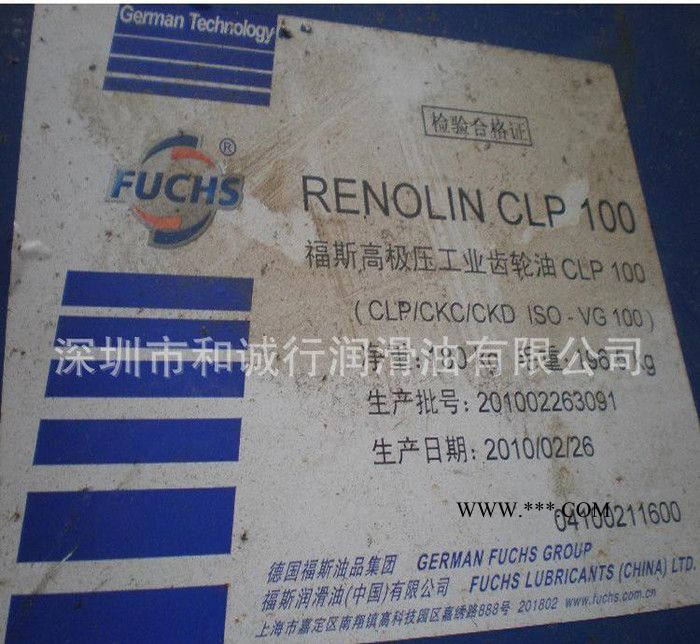 German Technology
检验合格证
FUCHS®
RENOLIN CLP 100
福斯高极压工业齿轮油 CLP 100
(CLP/CKC/CKD ISO-VG 100)
深圳市和诚行润滑油有限公司
生产批号: 201002263091
生产日期: 2010/02/26
WWW.***.COM
04100211600
德国福斯油品集团 GERMAN FUCHS GROUP
福斯润滑油(中国)有限公司 FUCHS LUBRICANTS (CHINA) LTD.
上海市嘉定区南翔镇高科技园区嘉绣路888号 201802 www.fuchs.com.cn